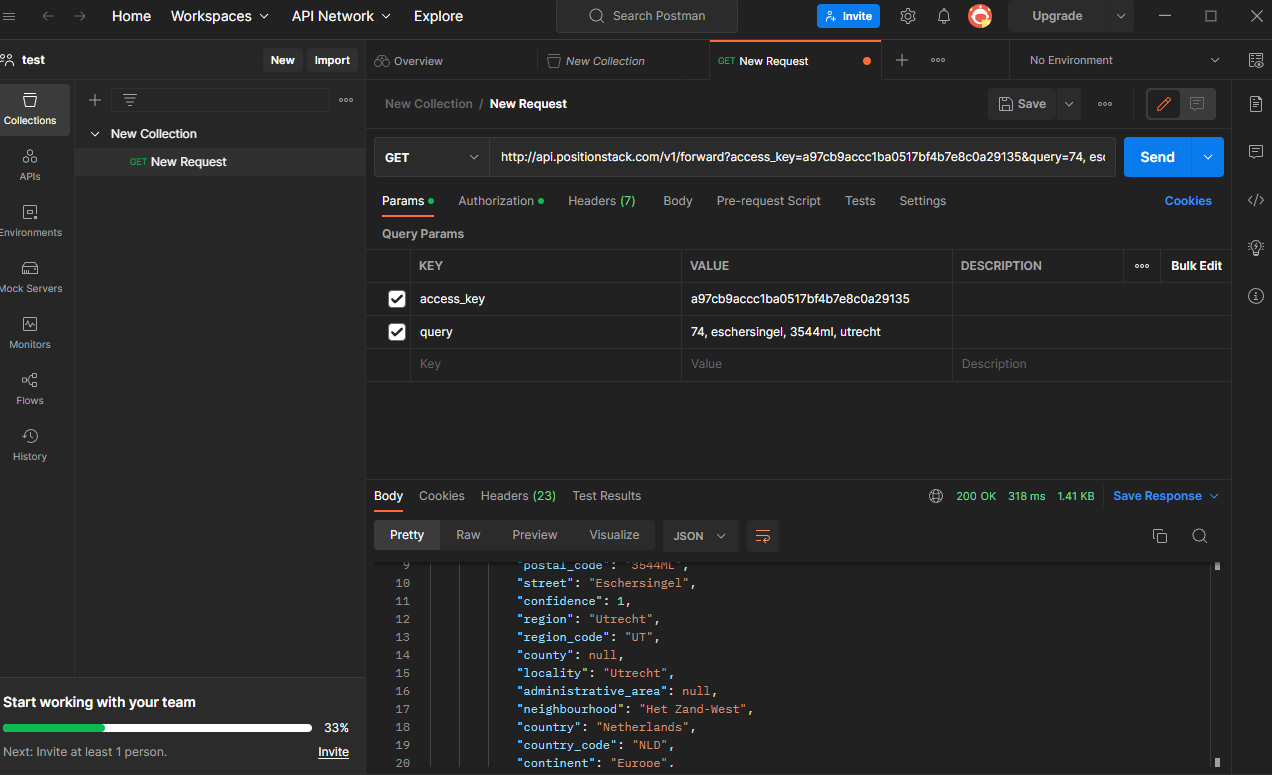 Home Workspaces API Network Explore Search Postman Invite Upgrade
test New Import Overview New Collection GET New Request No Environment
Collections
APIs
Environments
Mock Servers
Monitors
Flows
History
New Collection
GET New Request
New Collection / New Request Save
GET http://api.positionstack.com/v1/forward?access_key=a97cb9accc1ba0517bf4b7e8c0a29135&query=74, esc Send
Params Authorization Headers (7) Body Pre-request Script Tests Settings Cookies
Query Params
KEY VALUE DESCRIPTION Bulk Edit
access_key a97cb9accc1ba0517bf4b7e8c0a29135
query 74, eschersingel, 3544ml, utrecht
Key Value Description
Body Cookies Headers (23) Test Results 200 OK 318 ms 1.41 KB Save Response
Pretty Raw Preview Visualize JSON
9 "postal_code": "3544ML",
10 "street": "Eschersingel",
11 "confidence": 1,
12 "region": "Utrecht",
13 "region_code": "UT",
14 "county": null,
15 "locality": "Utrecht",
16 "administrative_area": null,
17 "neighbourhood": "Het Zand-West",
18 "country": "Netherlands",
19 "country_code": "NLD",
20 "continent": "Europe",
Start working with your team
33%
Next: Invite at least 1 person. Invite